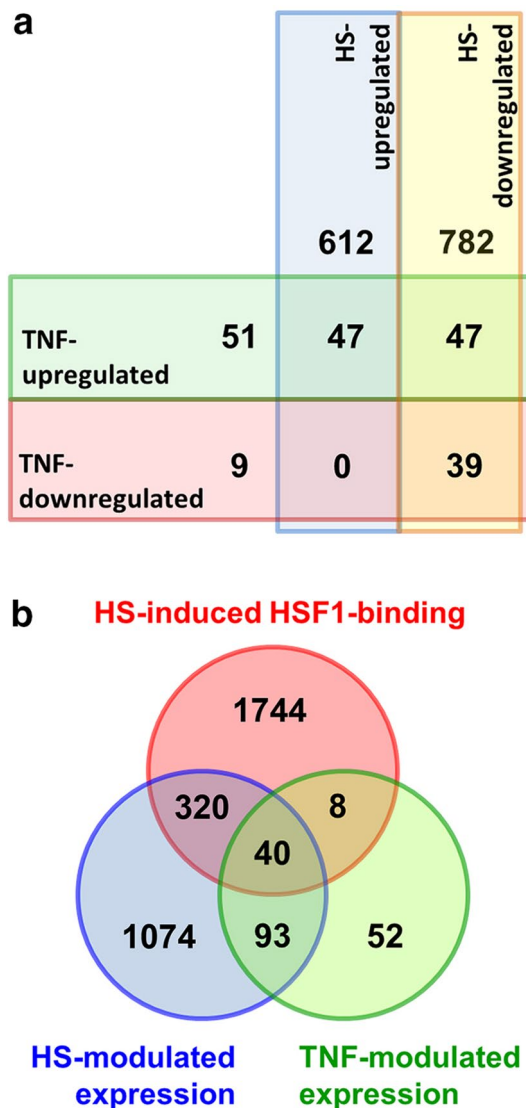 a
HS-
upregulated
HS-
downregulated
612
782
TNF-
upregulated
51
47
47
TNF-
downregulated
9
0
39
b
HS-induced HSF1-binding
1744
320
8
40
1074
93
52
HS-modulated
expression
TNF-modulated
expression